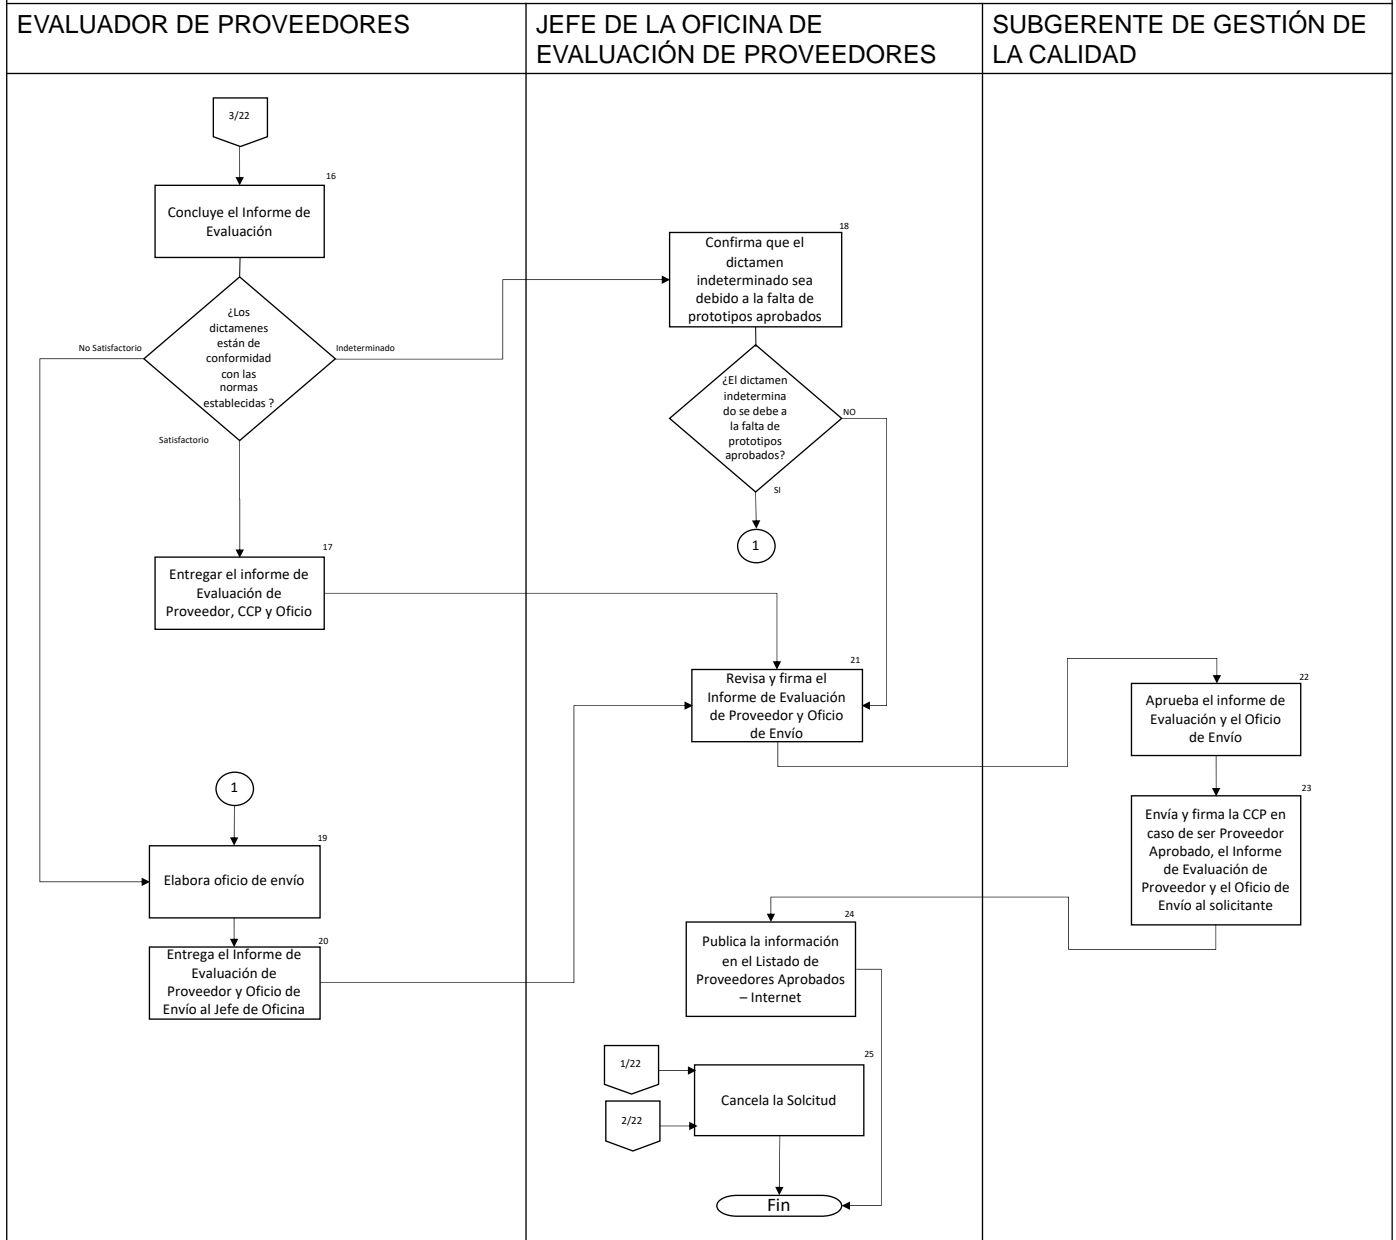 EVALUADOR DE PROVEEDORES
JEFE DE LA OFICINA DE
EVALUACIÓN DE PROVEEDORES
SUBGERENTE DE GESTIÓN DE
LA CALIDAD
3/22
16
Concluye el Informe de
Evaluación
¿Los
dictamenes
están de
conformidad
con las
normas
establecidas ?
No Satisfactorio
Indeterminado
Satisfactorio
18
Confirma que el
dictamen
indeterminado sea
debido a la falta de
prototipos aprobados
¿El dictamen
indetermina
do se debe a
la falta de
prototipos
aprobados?
NO
SI
1
17
Entregar el informe de
Evaluación de
Proveedor, CCP y Oficio
21
Revisa y firma el
Informe de Evaluación
de Proveedor y Oficio
de Envío
22
Aprueba el informe de
Evaluación y el Oficio
de Envío
1
19
Elabora oficio de envío
20
Entrega el Informe de
Evaluación de
Proveedor y Oficio de
Envío al Jefe de Oficina
23
Envía y firma la CCP en
caso de ser Proveedor
Aprobado, el Informe
de Evaluación de
Proveedor y el Oficio de
Envío al solicitante
24
Publica la información
en el Listado de
Proveedores Aprobados
– Internet
1/22
2/22
25
Cancela la Solcitud
Fin